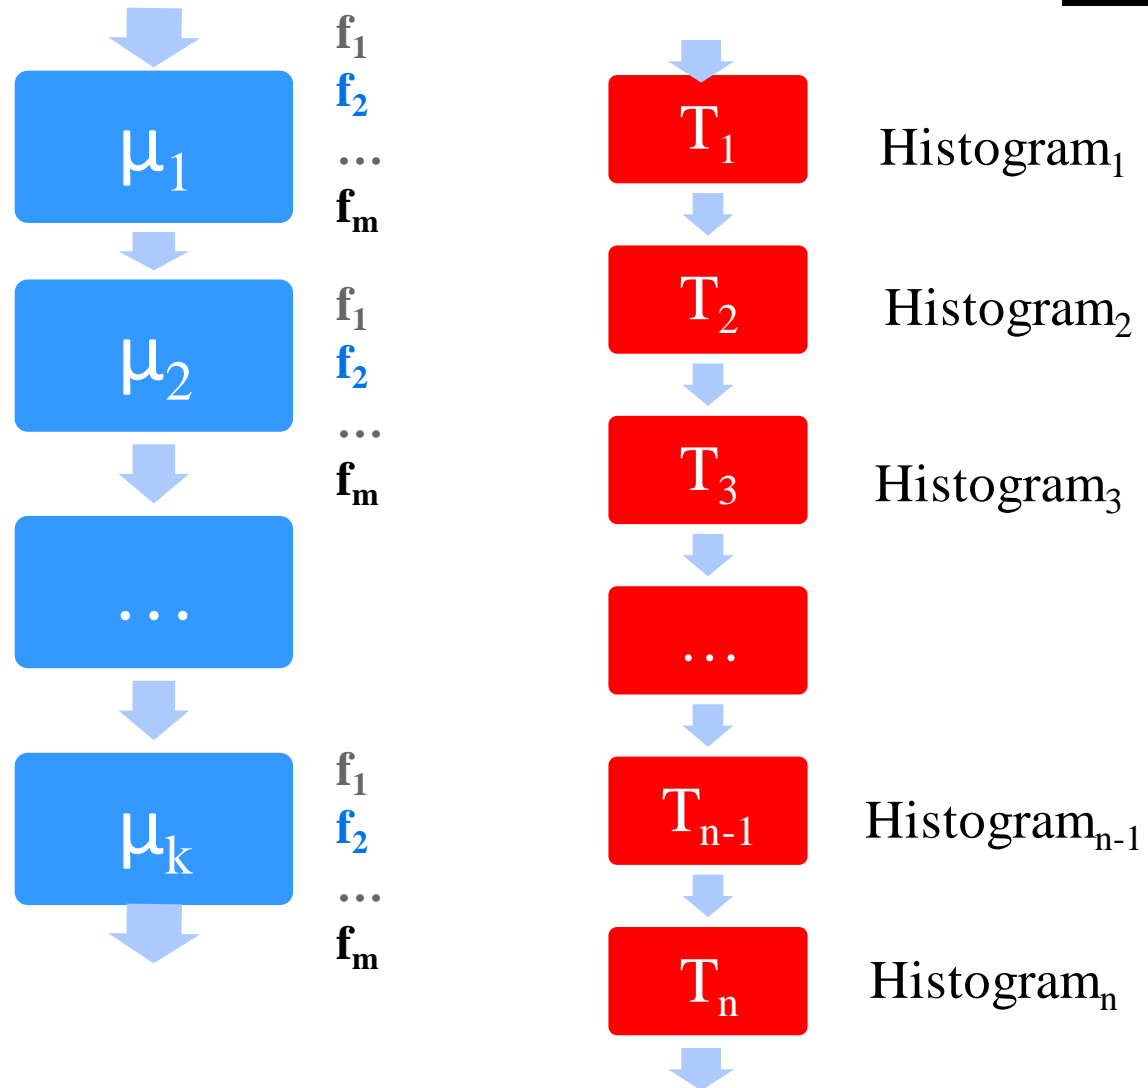 f₁
f₂
...
fₘ
μ₁
f₁
f₂
...
fₘ
μ₂
...
f₁
f₂
...
fₘ
μₖ
T₁
Histogram₁
T₂
Histogram₂
T₃
Histogram₃
...
Tₙ₋₁
Histogramₙ₋₁
Tₙ
Histogramₙ